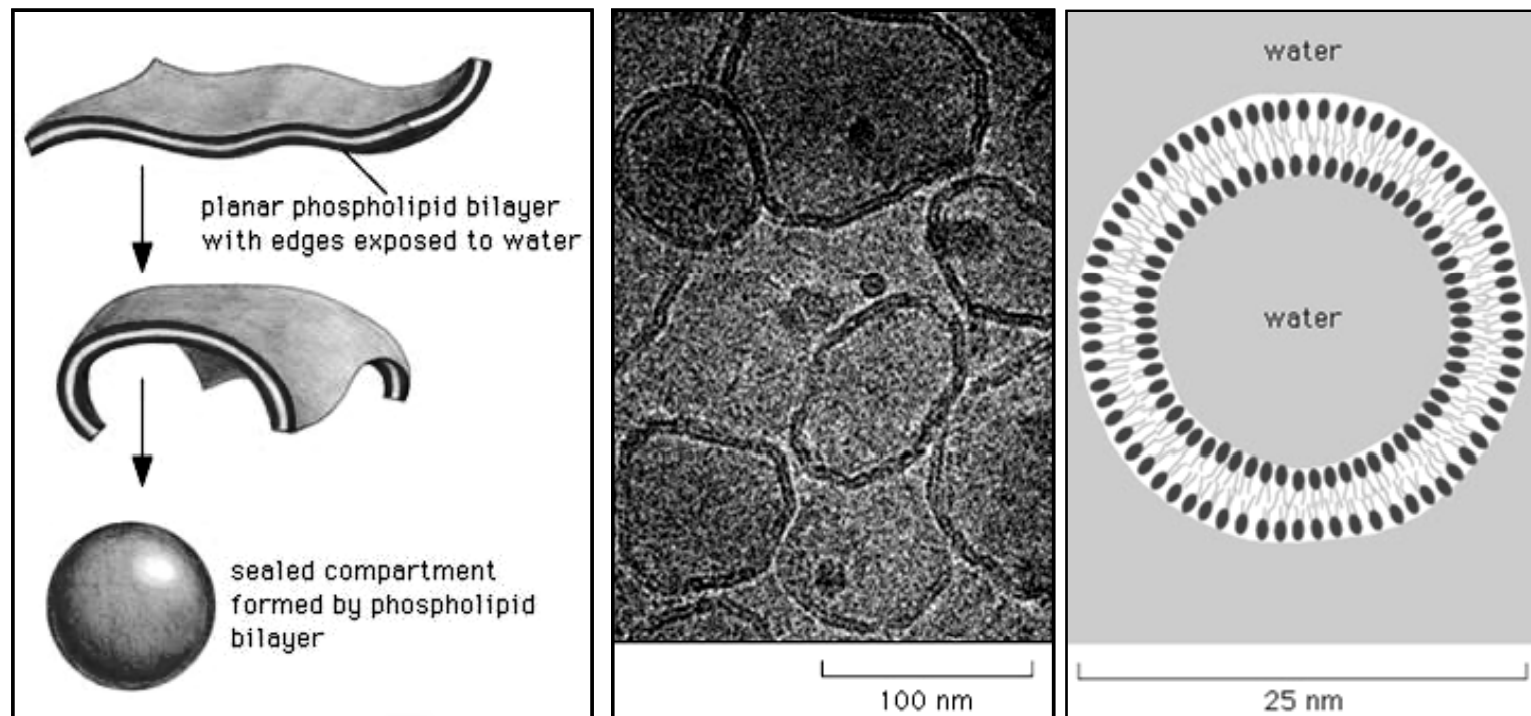 planar phospholipid bilayer
with edges exposed to water
sealed compartment
formed by phospholipid
bilayer
100 nm
water
water
25 nm